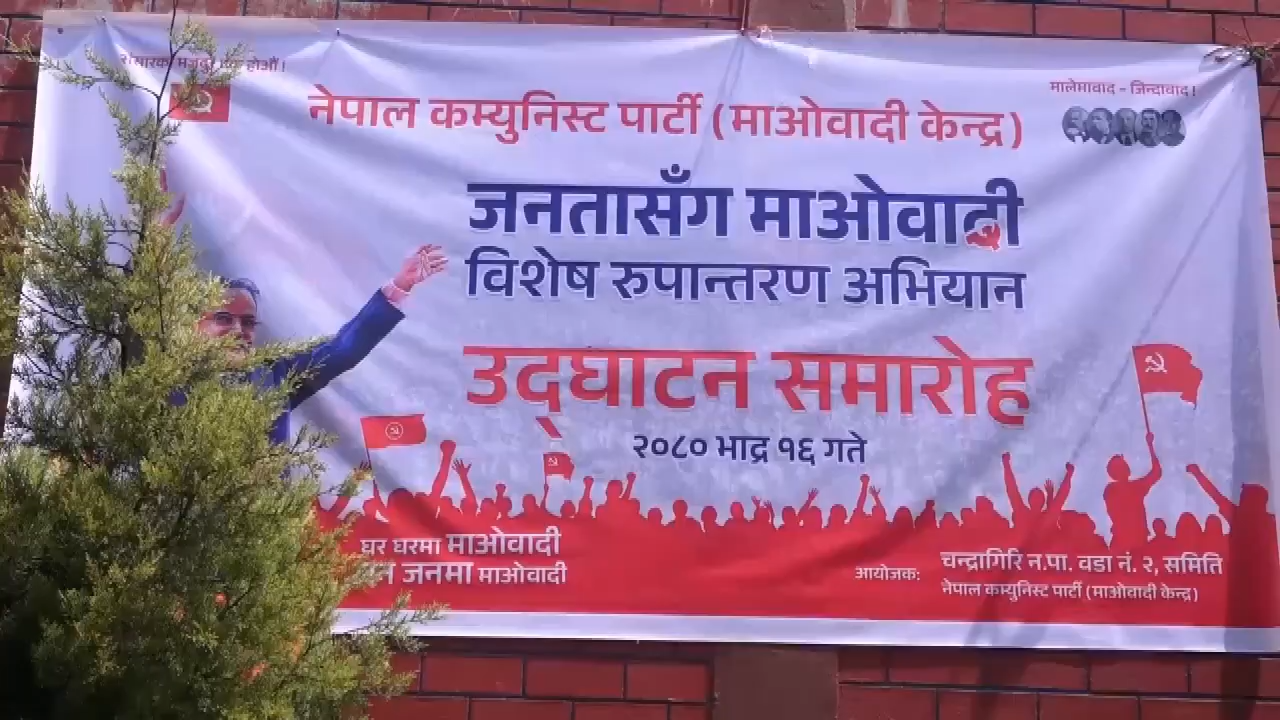 मालेमावाद - जिन्दावाद!
नेपाल कम्युनिस्ट पार्टी (माओवादी केन्द्र)
जनतासँग माओवादी
विशेष रुपान्तरण अभियान
उद्घाटन समारोह
२०८० भाद्र १६ गते
घर घरमा माओवादी
जनमा माओवादी
आयोजक:
चन्द्रागिरि न.पा. वडा नं. २, समिति
नेपाल कम्युनिस्ट पार्टी (माओवादी केन्द्र)